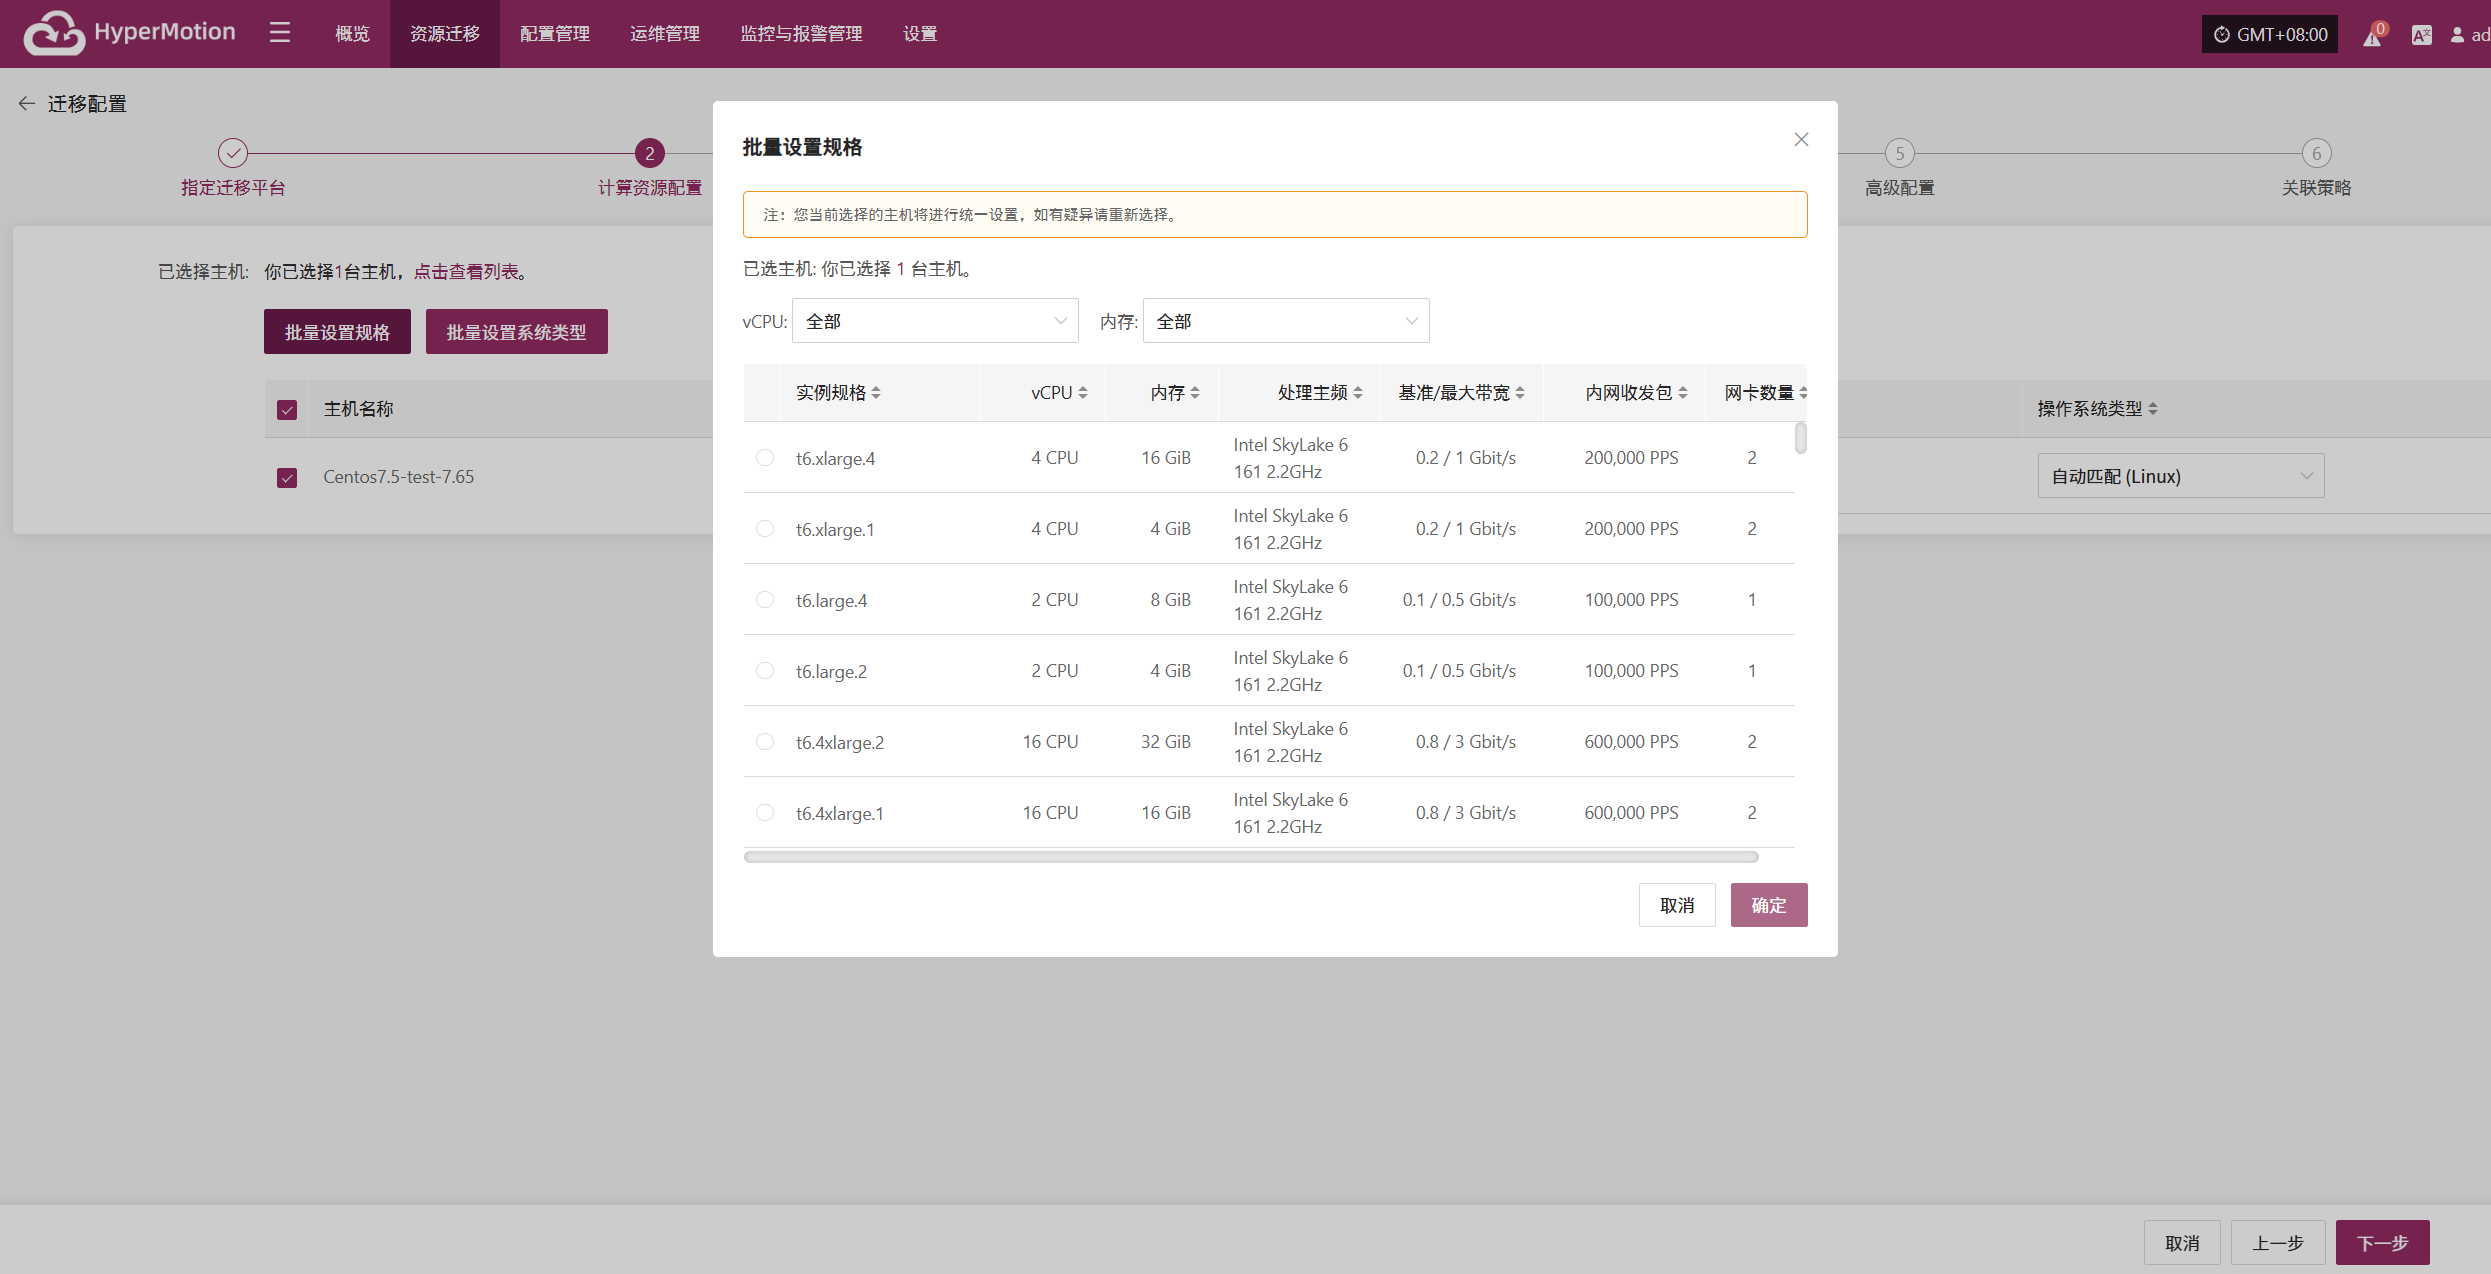 HyperMotion
概览
资源迁移
配置管理
运维管理
监控与报警管理
设置
GMT+08:00
0
ad
迁移配置
2
5
6
指定迁移平台
计算资源配置
高级配置
关联策略
已选择主机: 你已选择1台主机，点击查看列表。
批量设置规格
批量设置系统类型
主机名称
操作系统类型
Centos7.5-test-7.65
自动匹配 (Linux)
批量设置规格
注：您当前选择的主机将进行统一设置，如有疑异请重新选择。
已选主机: 你已选择 1 台主机。
vCPU: 全部 内存: 全部
实例规格 vCPU 内存 处理主频 基准/最大带宽 内网收发包 网卡数量
t6.xlarge.4 4 CPU 16 GiB Intel SkyLake 6 0.2 / 1 Gbit/s 200,000 PPS 2
161 2.2GHz
t6.xlarge.1 4 CPU 4 GiB Intel SkyLake 6 0.2 / 1 Gbit/s 200,000 PPS 2
161 2.2GHz
t6.large.4 2 CPU 8 GiB Intel SkyLake 6 0.1 / 0.5 Gbit/s 100,000 PPS 1
161 2.2GHz
t6.large.2 2 CPU 4 GiB Intel SkyLake 6 0.1 / 0.5 Gbit/s 100,000 PPS 1
161 2.2GHz
t6.4xlarge.2 16 CPU 32 GiB Intel SkyLake 6 0.8 / 3 Gbit/s 600,000 PPS 2
161 2.2GHz
t6.4xlarge.1 16 CPU 16 GiB Intel SkyLake 6 0.8 / 3 Gbit/s 600,000 PPS 2
161 2.2GHz
取消 确定
取消 上一步 下一步